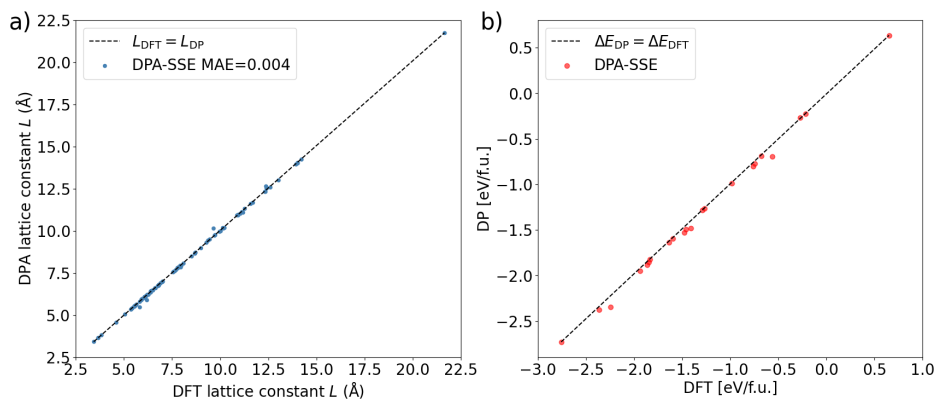 a)
22.5
20.0
17.5
15.0
12.5
10.0
7.5
5.0
2.5
DPA lattice constant L (Å)
L_DFT = L_DP
DPA-SSE MAE=0.004
2.5 5.0 7.5 10.0 12.5 15.0 17.5 20.0 22.5
DFT lattice constant L (Å)
b)
0.5
0.0
−0.5
−1.0
−1.5
−2.0
−2.5
DP [eV/f.u.]
ΔE_DP = ΔE_DFT
DPA-SSE
−3.0 −2.5 −2.0 −1.5 −1.0 −0.5 0.0 0.5 1.0
DFT [eV/f.u.]